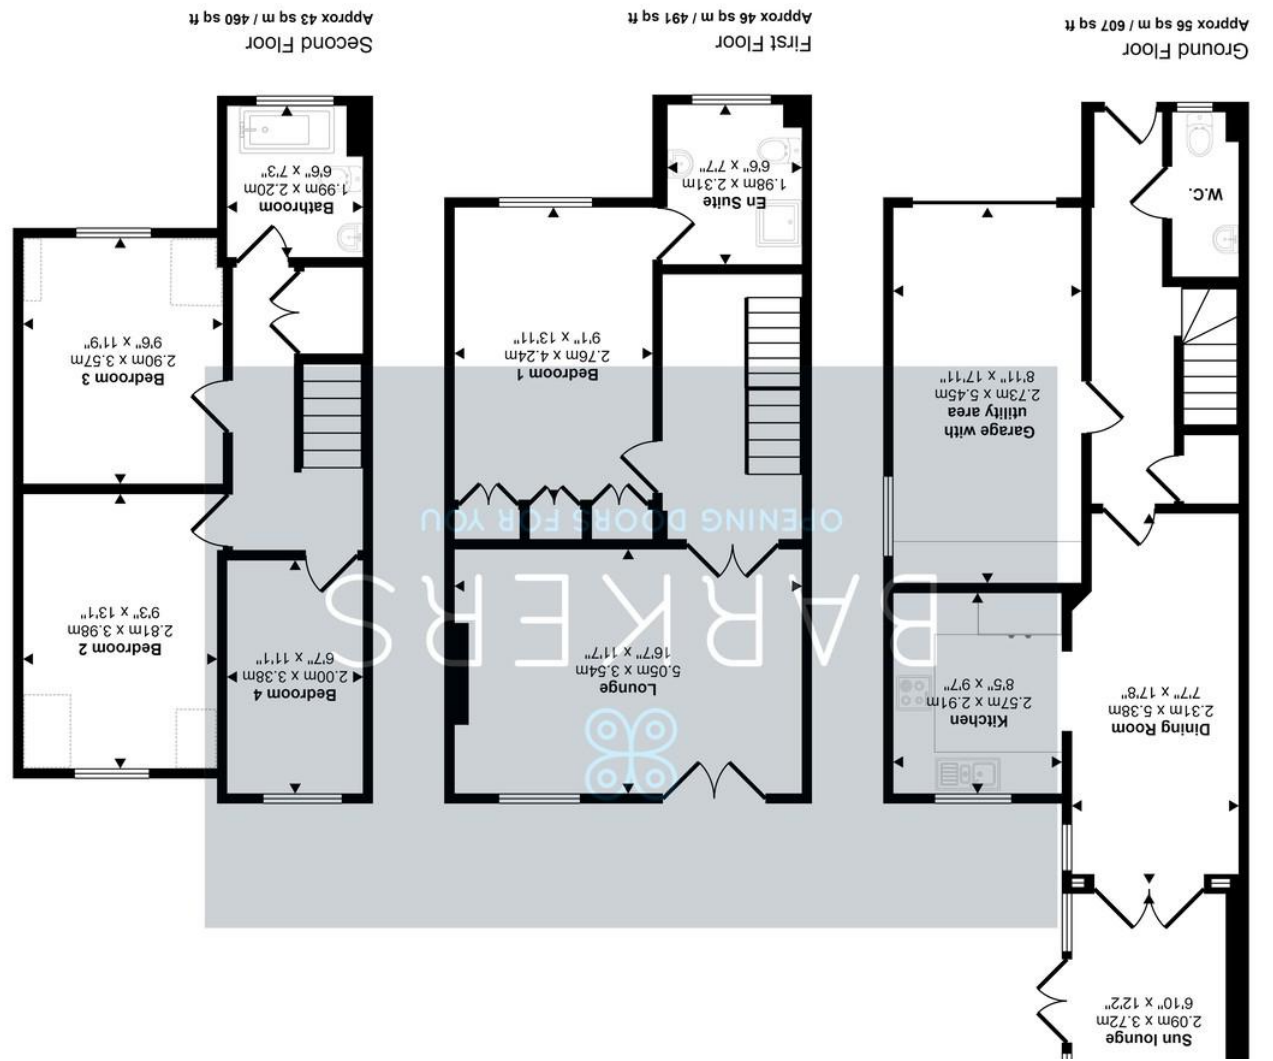 Sun lounge
2.09m x 3.72m
6'10" x 12'2"
Dining Room
2.31m x 5.38m
7'7" x 17'8"
Kitchen
2.57m x 2.91m
8'5" x 9'7"
Garage with
utility area
2.73m x 5.45m
8'11" x 17'11"
W.C.
Ground Floor
Approx 56 sq m / 607 sq ft
Lounge
5.05m x 3.54m
16'7" x 11'7"
Bedroom 1
2.76m x 4.24m
9'1" x 13'11"
En Suite
1.98m x 2.31m
6'6" x 7'7"
First Floor
Approx 46 sq m / 491 sq ft
Bedroom 4
2.00m x 3.38m
6'7" x 11'1"
Bedroom 2
2.81m x 3.98m
9'3" x 13'1"
Bedroom 3
2.90m x 3.57m
9'6" x 11'9"
Bathroom
1.99m x 2.20m
6'6" x 7'3"
Second Floor
Approx 43 sq m / 460 sq ft
BARKERS
OPENING DOORS FOR YOU